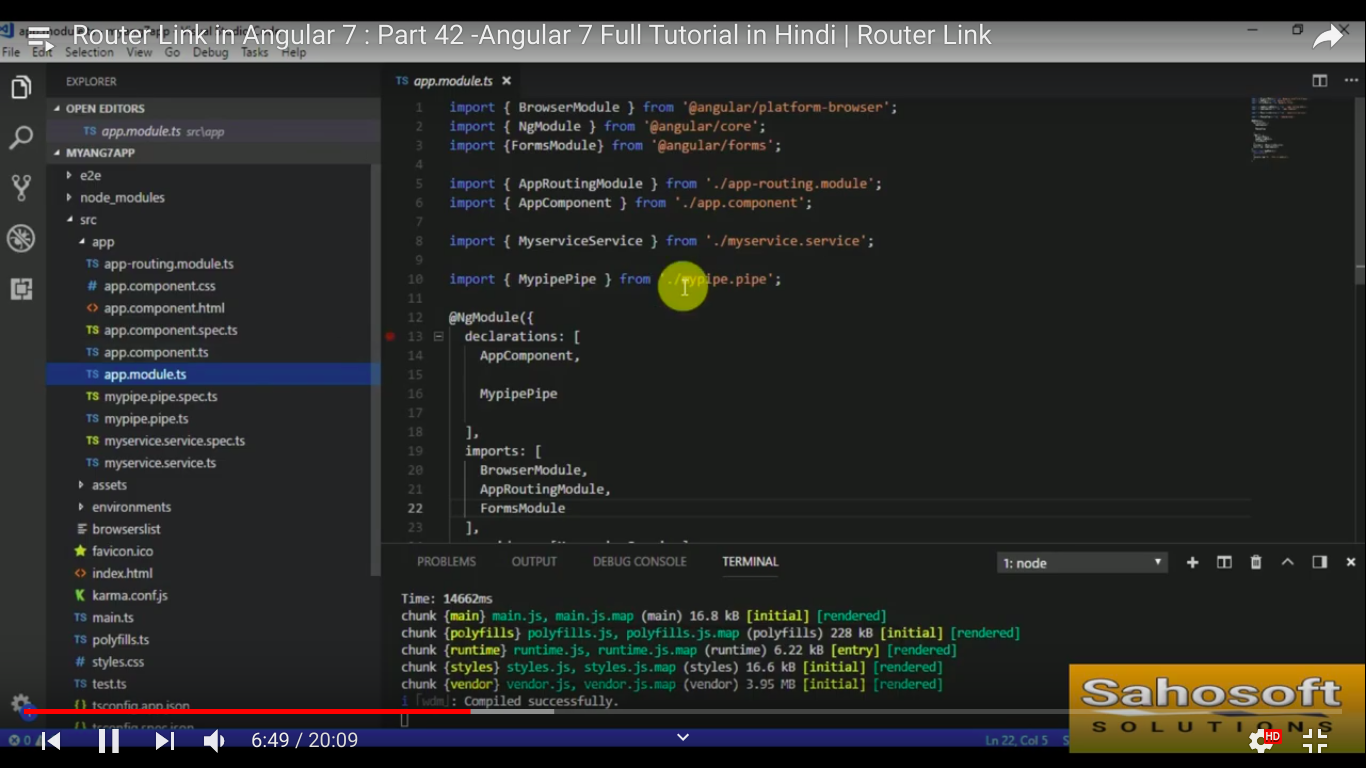 Router Link in Angular 7 : Part 42 -Angular 7 Full Tutorial in Hindi | Router Link
File Edit Selection View Go Debug Tasks Help
EXPLORER
OPEN EDITORS
TS app.module.ts src\app
MYANG7APP
e2e
node_modules
src
app
TS app-routing.module.ts
# app.component.css
<> app.component.html
TS app.component.spec.ts
TS app.component.ts
TS app.module.ts
TS mypipe.pipe.spec.ts
TS mypipe.pipe.ts
TS myservice.service.spec.ts
TS myservice.service.ts
assets
environments
browserslist
favicon.ico
<> index.html
K karma.conf.js
TS main.ts
TS polyfills.ts
# styles.css
TS test.ts
{} tsconfig.app.json
{} tsconfig.spec.json
TS app.module.ts ×
1 import { BrowserModule } from '@angular/platform-browser';
2 import { NgModule } from '@angular/core';
3 import {FormsModule} from '@angular/forms';
4
5 import { AppRoutingModule } from './app-routing.module';
6 import { AppComponent } from './app.component';
7
8 import { MyserviceService } from './myservice.service';
9
10 import { MypipePipe } from './mypipe.pipe';
11
12 @NgModule({
13 declarations: [
14 AppComponent,
15
16 MypipePipe
17
18 ],
19 imports: [
20 BrowserModule,
21 AppRoutingModule,
22 FormsModule
23 ],
PROBLEMS OUTPUT DEBUG CONSOLE TERMINAL 1: node
Time: 14662ms
chunk {main} main.js, main.js.map (main) 16.8 kB [initial] [rendered]
chunk {polyfills} polyfills.js, polyfills.js.map (polyfills) 228 kB [initial] [rendered]
chunk {runtime} runtime.js, runtime.js.map (runtime) 6.22 kB [entry] [rendered]
chunk {styles} styles.js, styles.js.map (styles) 16.6 kB [initial] [rendered]
chunk {vendor} vendor.js, vendor.js.map (vendor) 3.95 MB [initial] [rendered]
i ｢wdm｣: Compiled successfully.
Sahosoft
SOLUTIONS
6:49 / 20:09
Ln 22, Col 5
HD